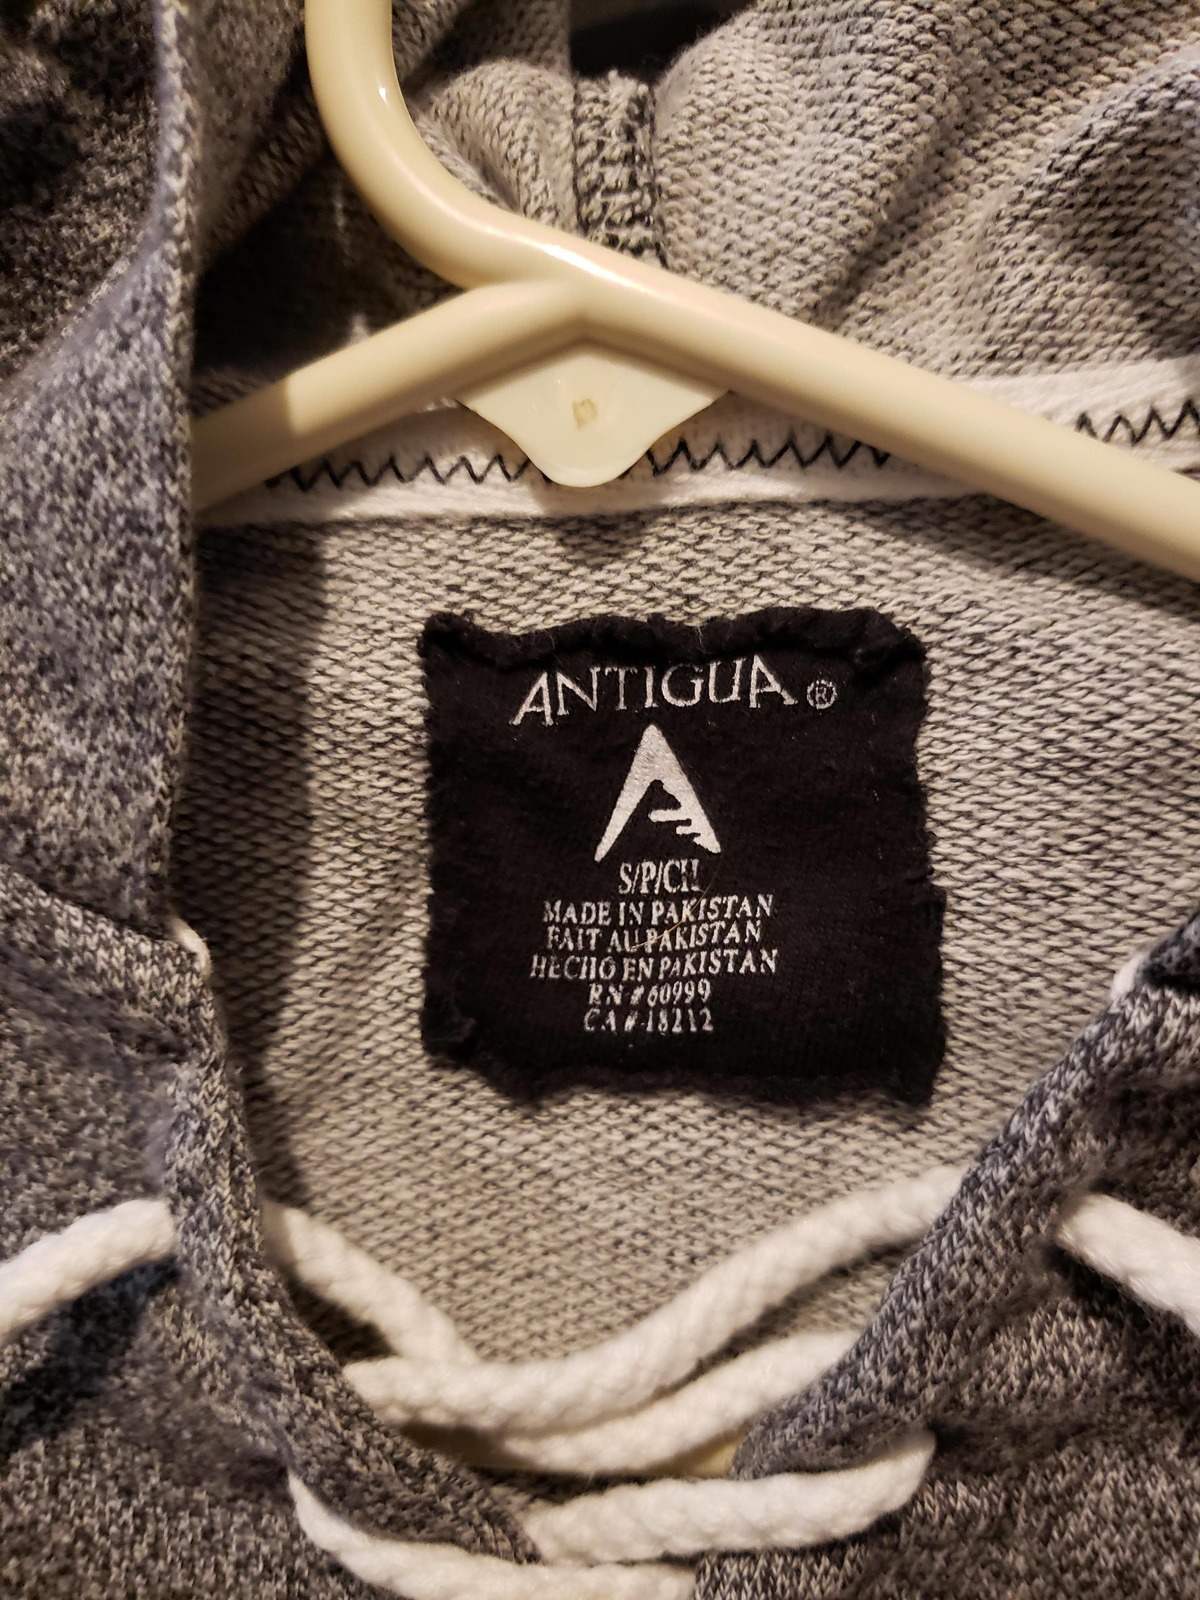 ANTIGUA ®
S/P/CH
MADE IN PAKISTAN
FAIT AU PAKISTAN
HECHO EN PAKISTAN
RN # 60999
CA # 18212